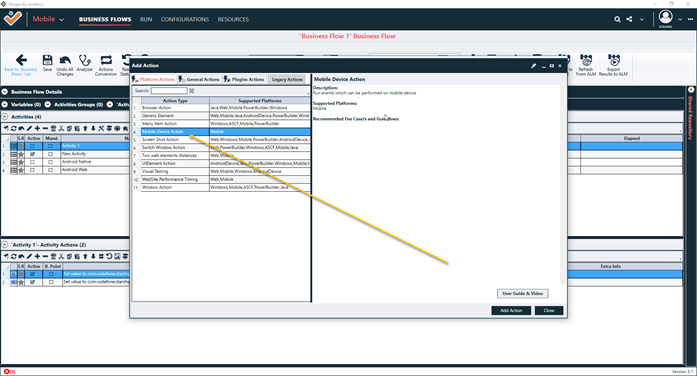 Ginger by amdocs
Mobile
BUSINESS FLOWS
RUN
CONFIGURATIONS
RESOURCES
'Business Flow 1' Business Flow
Back to Business Flows List
Save
Undo All Changes
Analyzer
Actions Conversion
Refresh From ALM
Export Results to ALM
Business Flow Details
Variables (0)
Activities Groups (0)
Activities (4)
Active
Mand.
Elapsed
1 Activity 1
2 New Activity
3 Android Native
4 Android Web
'Activity 1'- Activity Actions (2)
Active
B. Point
Extra Info
1 Set value to com.vodafone.
2 Set value to com.vodafone.
Shared Repository
Add Action
Platform Actions
General Actions
PlugIns Actions
Legacy Actions
Search:
Action Type Supported Platforms
1 Browser Action Java,Web,Mobile,PowerBuilder,Windows
2 Generic Element Web,Mobile,Java,AndroidDevice,PowerBuilder,Wind
3 Menu Item Action Windows,ASCF,Mobile,PowerBuilder
4 Mobile Device Action Mobile
5 Screen Shot Action Web,Windows,Mobile,PowerBuilder,AndroidDevice,
6 Switch Window Action PowerBuilder,Windows,ASCF,Mobile,Java
7 Two web elements distances Web,Mobile
8 UIElement Action AndroidDevice,Java,PowerBuilder,Windows,Mobile,
9 Visual Testing Web,Mobile,Windows,AndroidDevice
10 WebSite Performance Timing Web,Mobile
11 Window Action Windows,Mobile,ASCF,PowerBuilder,Java
Mobile Device Action
Description:
Run events which can be performed on mobile device
Supported Platforms:
Mobile
Recommended Use Case/s and Guidlines:
User Guide & Video
Add Action
Close
Version 3.1